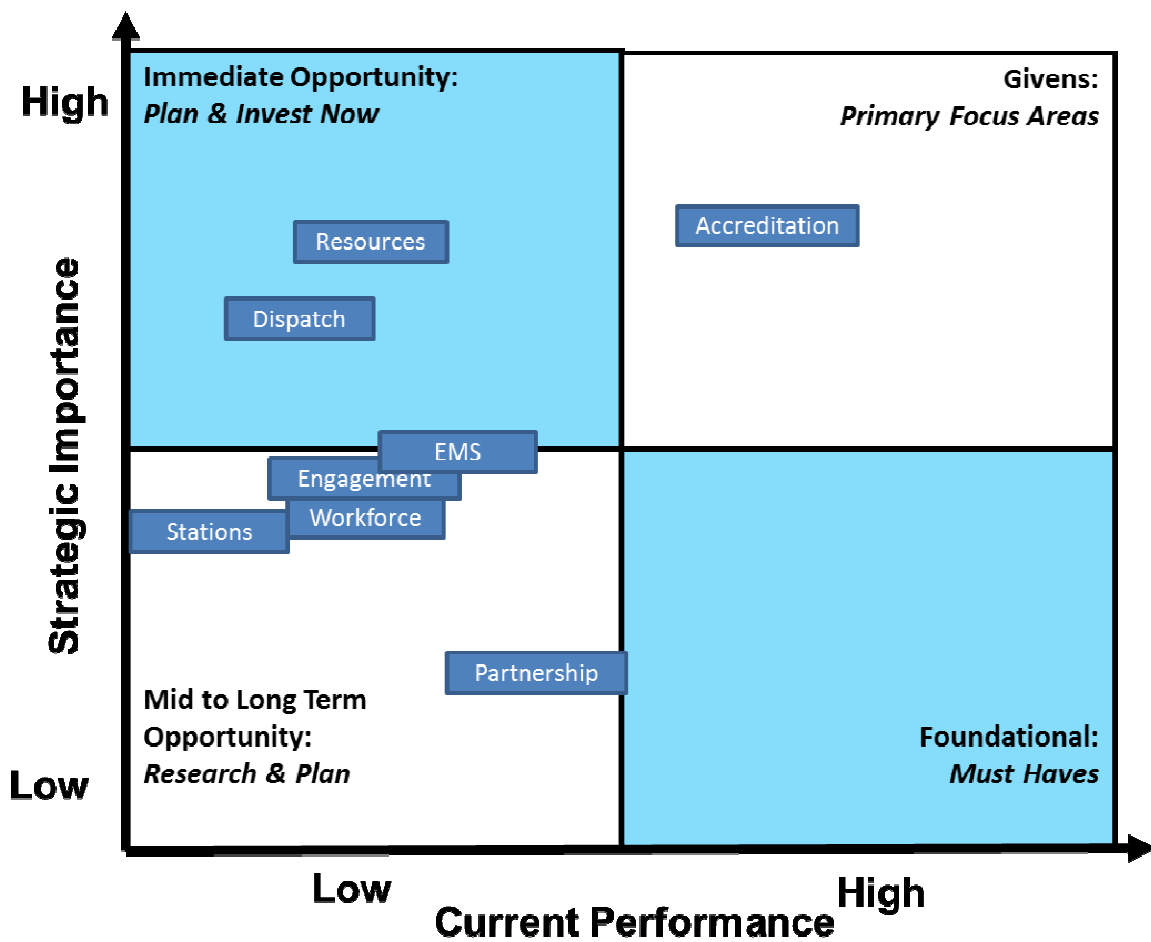 High
Immediate Opportunity:
Plan & Invest Now
Givens:
Primary Focus Areas
Accreditation
Resources
Dispatch
Strategic Importance
EMS
Engagement
Workforce
Stations
Partnership
Mid to Long Term
Opportunity:
Research & Plan
Foundational:
Must Haves
Low
Low
High
Current Performance